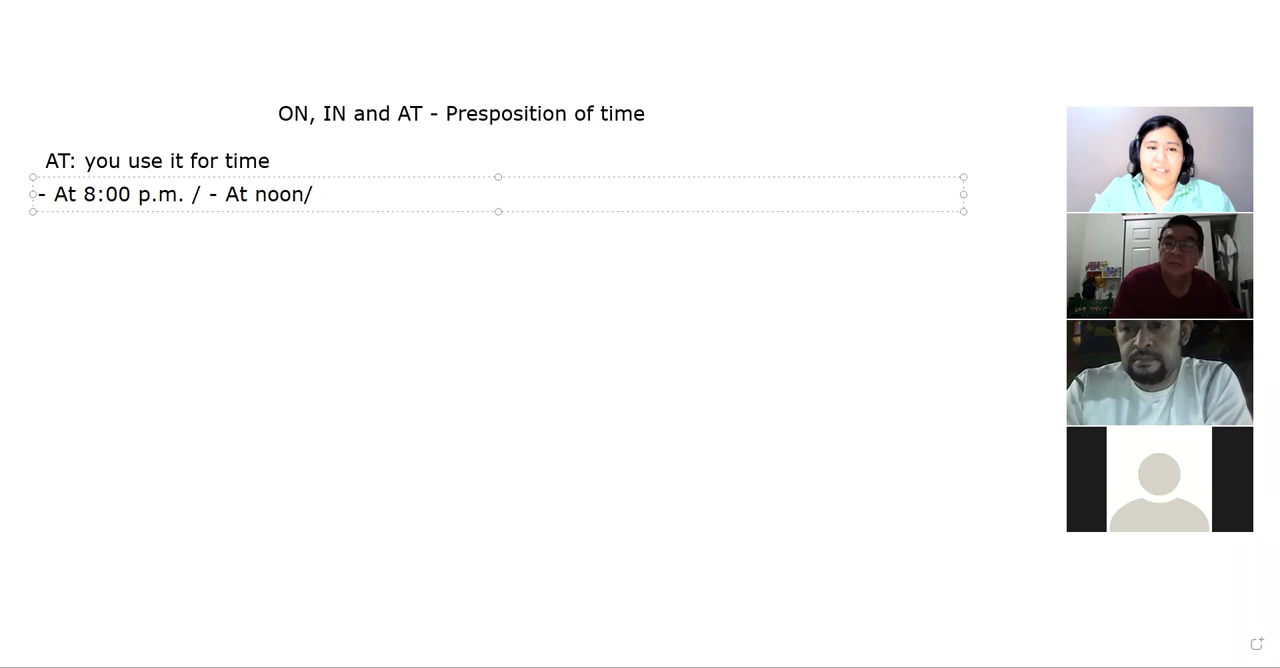 ON, IN and AT - Presposition of time
AT: you use it for time
- At 8:00 p.m. / - At noon/